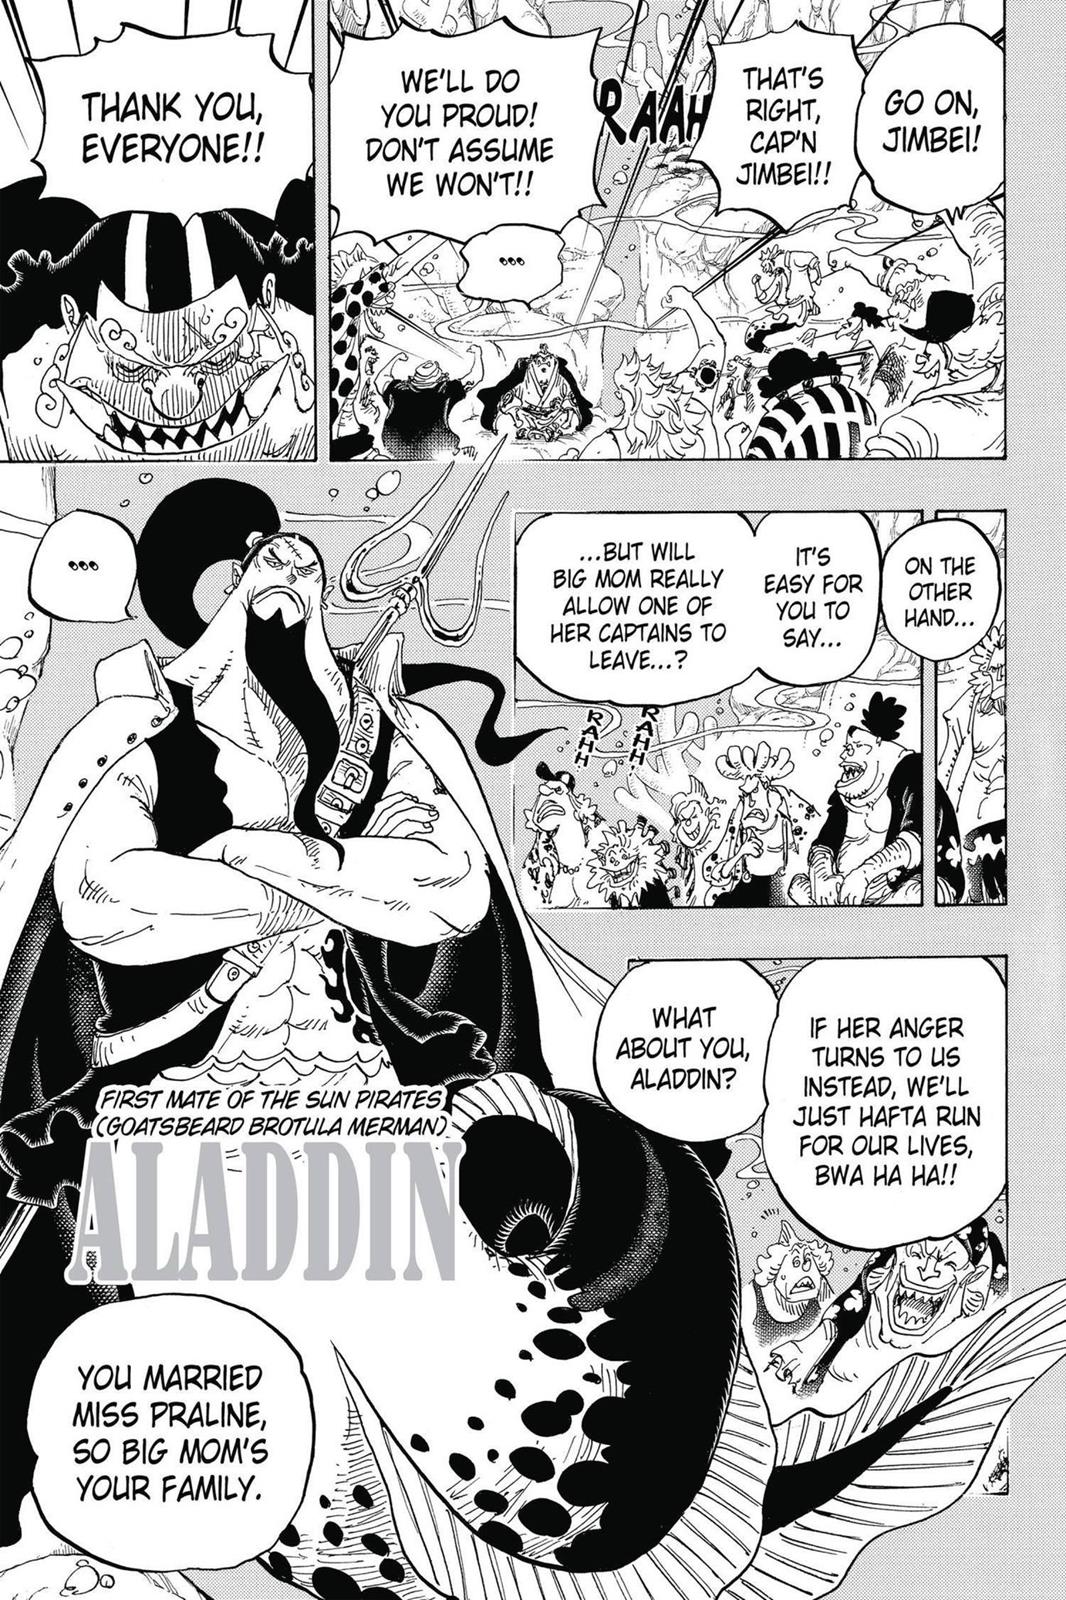 GO ON,
JIMBEI!
THAT'S
RIGHT,
CAP'N
JIMBEI!!
RAAH
WE'LL DO
YOU PROUD!
DON'T ASSUME
WE WON'T!!
...
THANK YOU,
EVERYONE!!
ON THE
OTHER
HAND...
IT'S
EASY FOR
YOU TO
SAY...
...BUT WILL
BIG MOM REALLY
ALLOW ONE OF
HER CAPTAINS TO
LEAVE...?
RAHH
RAHH
...
IF HER ANGER
TURNS TO US
INSTEAD, WE'LL
JUST HAFTA RUN
FOR OUR LIVES,
BWA HA HA!!
WHAT
ABOUT YOU,
ALADDIN?
FIRST MATE OF THE SUN PIRATES
(GOATSBEARD BROTULA MERMAN)
ALADDIN
YOU MARRIED
MISS PRALINE,
SO BIG MOM'S
YOUR FAMILY.